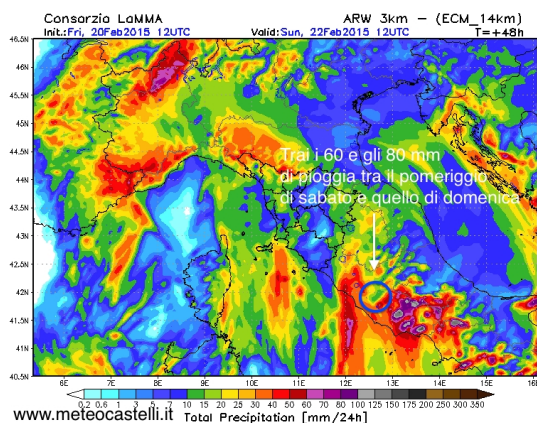 Consorzio LaMMA ARW 3km – (ECM_14km)
Init.:Fri, 20Feb2015 12UTC Valid:Sun, 22Feb2015 12UTC T=+48h
46.5N
46N
45.5N
45N
44.5N
44N
43.5N
43N
42.5N
42N
41.5N
41N
40.5N
Trai i 60 e gli 80 mm
di pioggia tra il pomeriggio
di sabato e quello di domenica
6E 7E 8E 9E 10E 11E 12E 13E 14E 15E 16E
0.2 0.6 1 3 5 7 10 15 20 25 30 40 50 60 70 80 90 100 125 150 175 200 250 300 350
www.meteocastelli.it Total Precipitation [mm/24h]